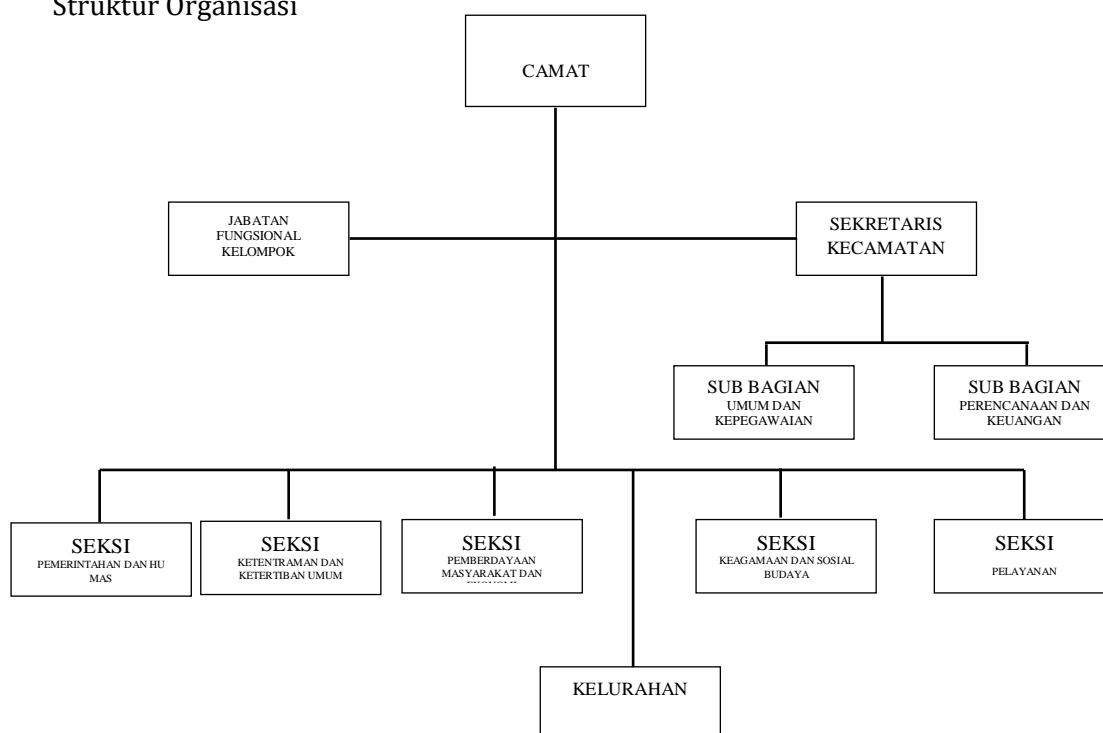 Struktur Organisasi
CAMAT
JABATAN
FUNGSIONAL
KELOMPOK
SEKRETARIS
KECAMATAN
SUB BAGIAN
UMUM DAN
KEPEGAWAIAN
SUB BAGIAN
PERENCANAAN DAN
KEUANGAN
SEKSI
PEMERINTAHAN DAN HU
MAS
SEKSI
KETENTRAMAN DAN
KETERTIBAN UMUM
SEKSI
PEMBERDAYAAN
MASYARAKAT DAN
SEKSI
KEAGAMAAN DAN SOSIAL
BUDAYA
SEKSI
PELAYANAN
KELURAHAN